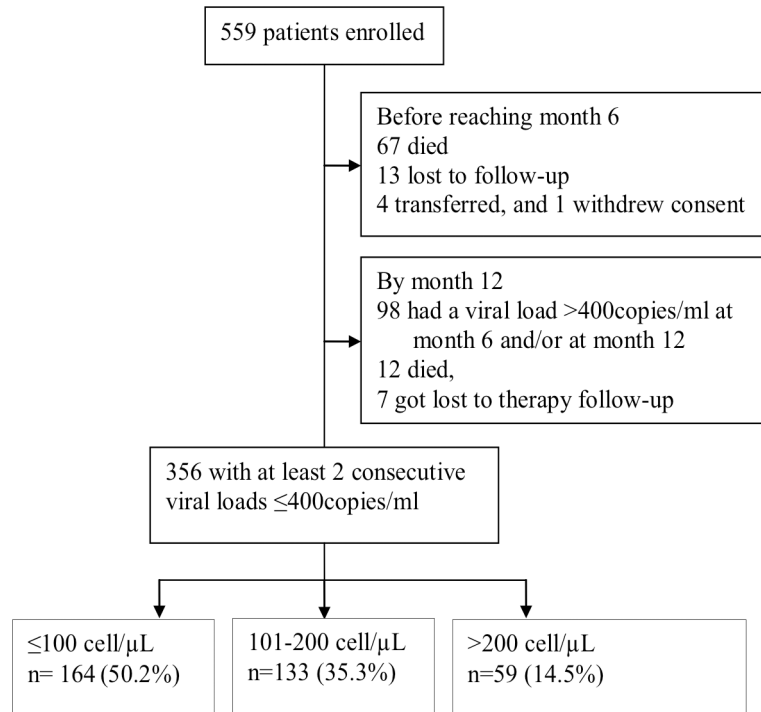 559 patients enrolled
Before reaching month 6
67 died
13 lost to follow-up
4 transferred, and 1 withdrew consent
By month 12
98 had a viral load >400copies/ml at
month 6 and/or at month 12
12 died,
7 got lost to therapy follow-up
356 with at least 2 consecutive
viral loads ≤400copies/ml
≤100 cell/µL
n= 164 (50.2%)
101-200 cell/µL
n=133 (35.3%)
>200 cell/µL
n=59 (14.5%)